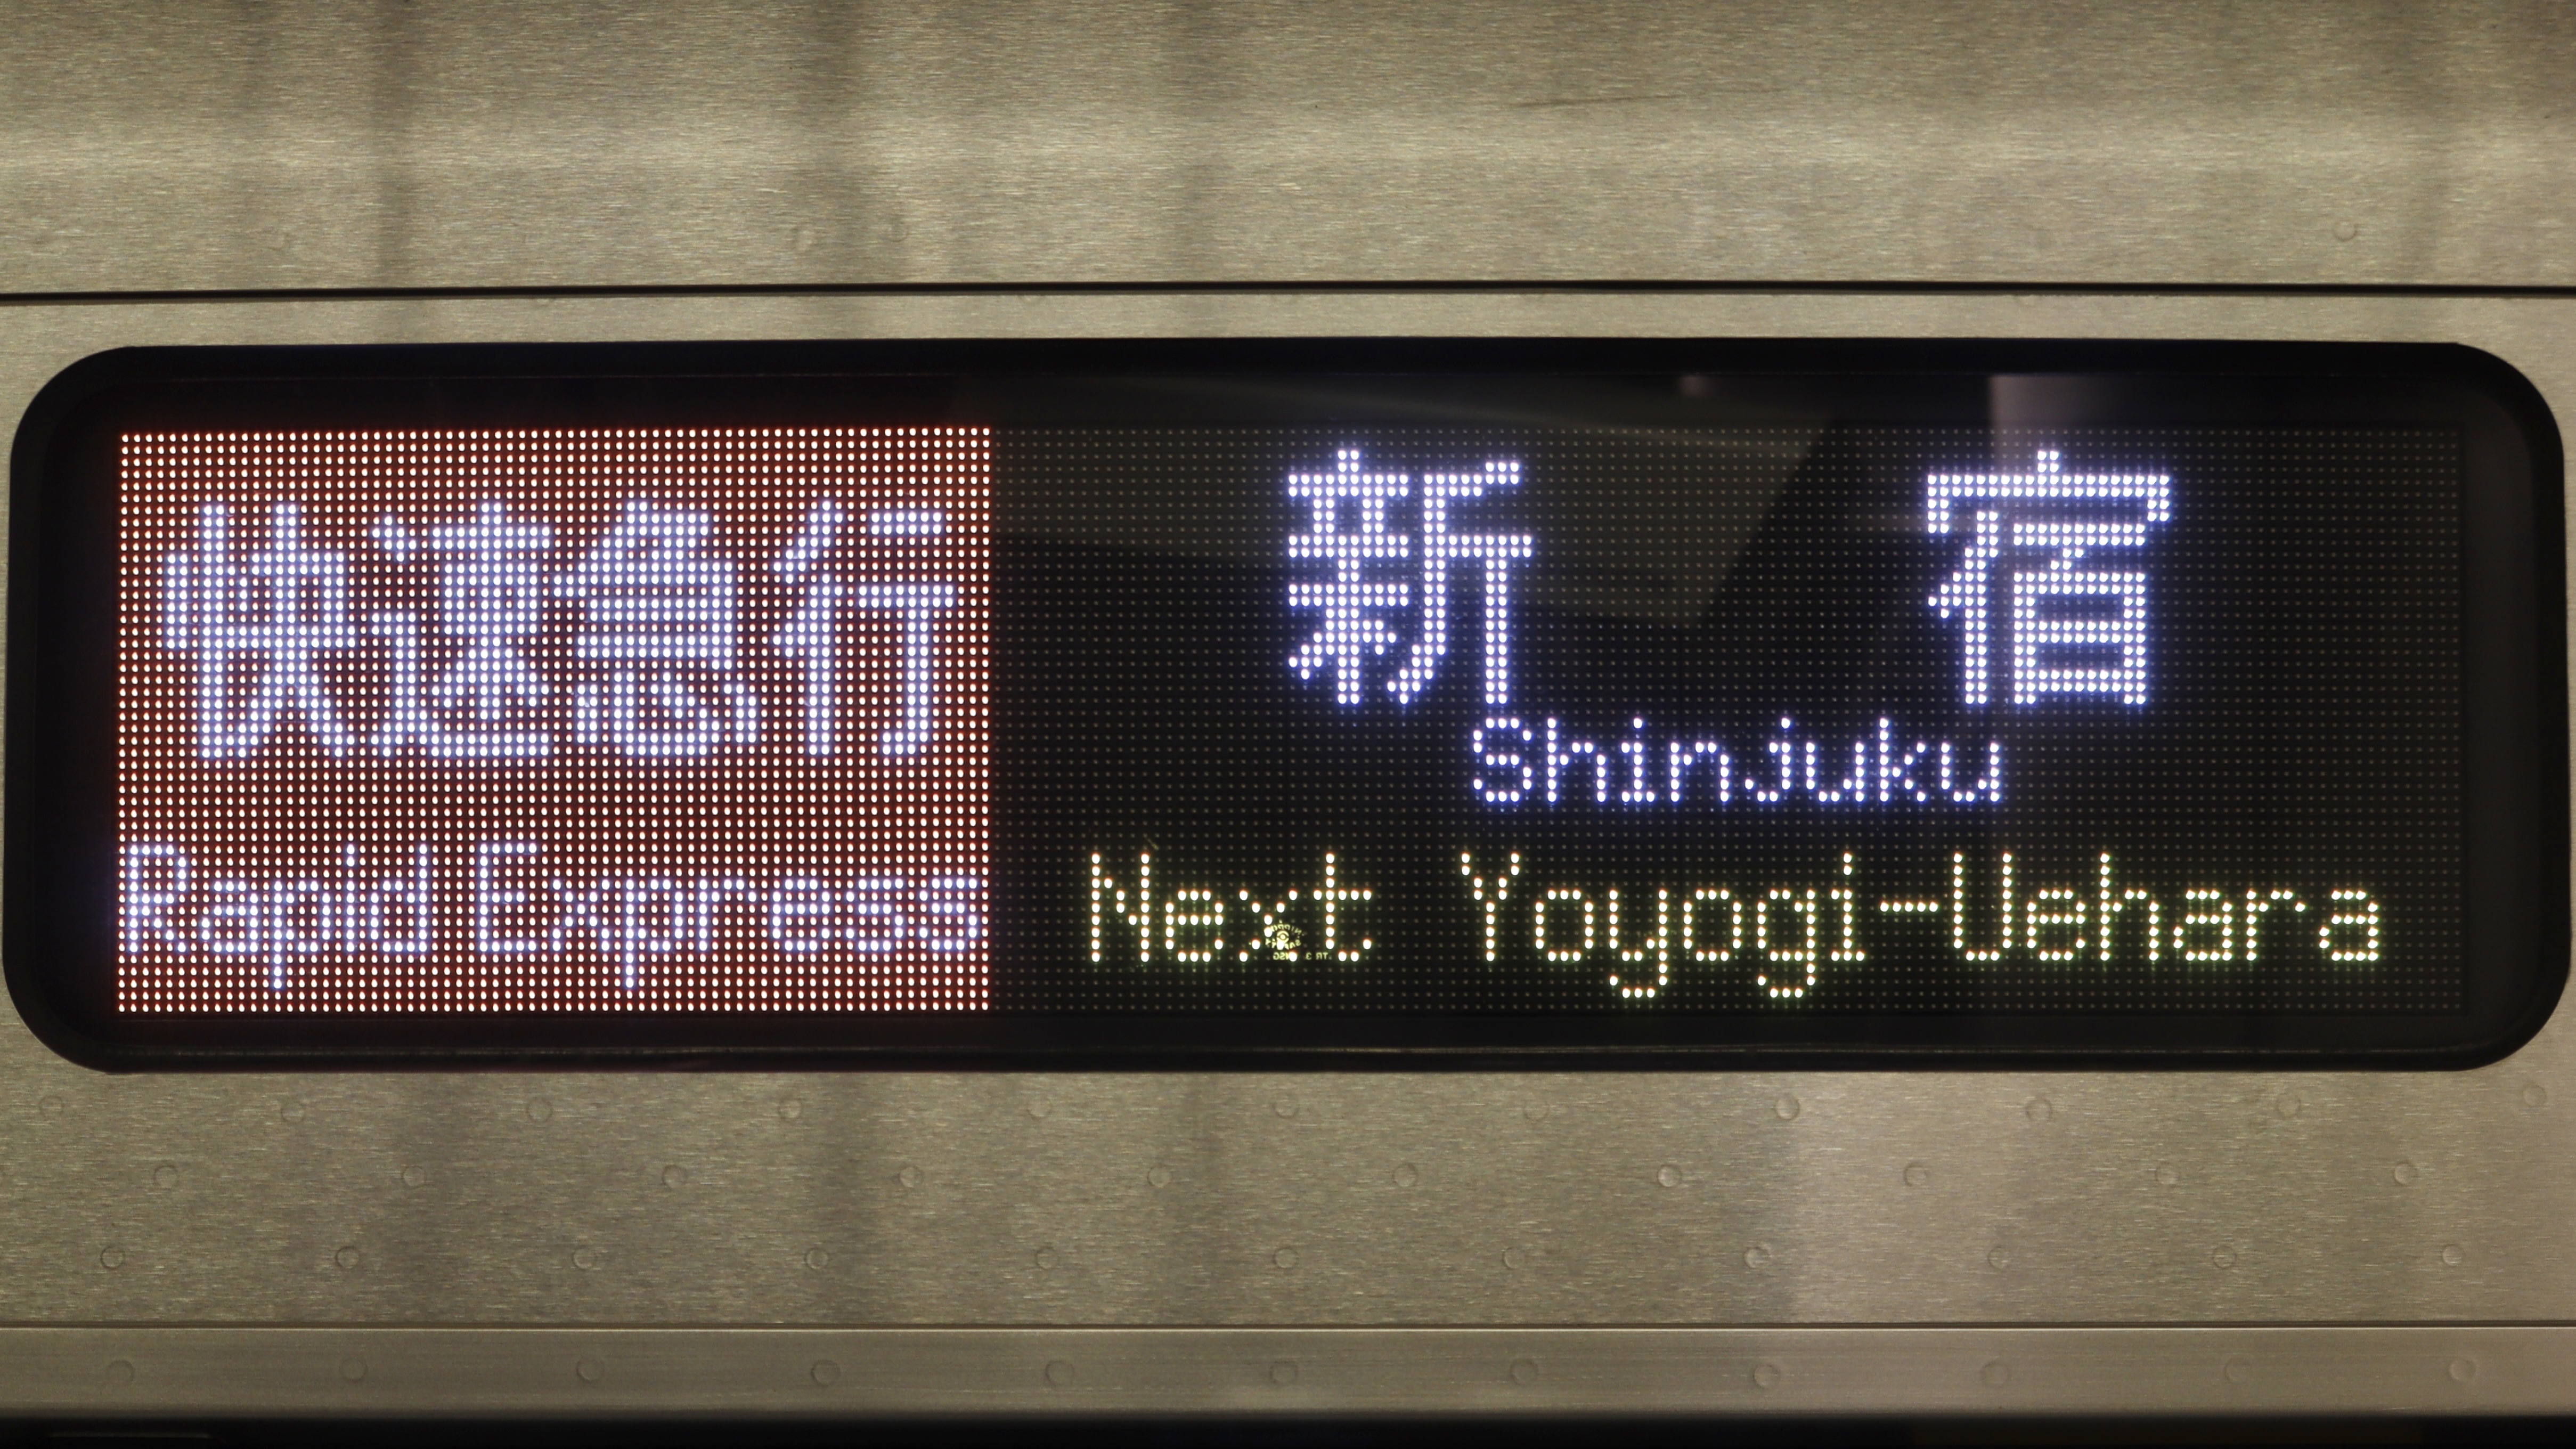 快速急行
Rapid Express
新宿
Shinjuku
Next Yoyogi-Uehara